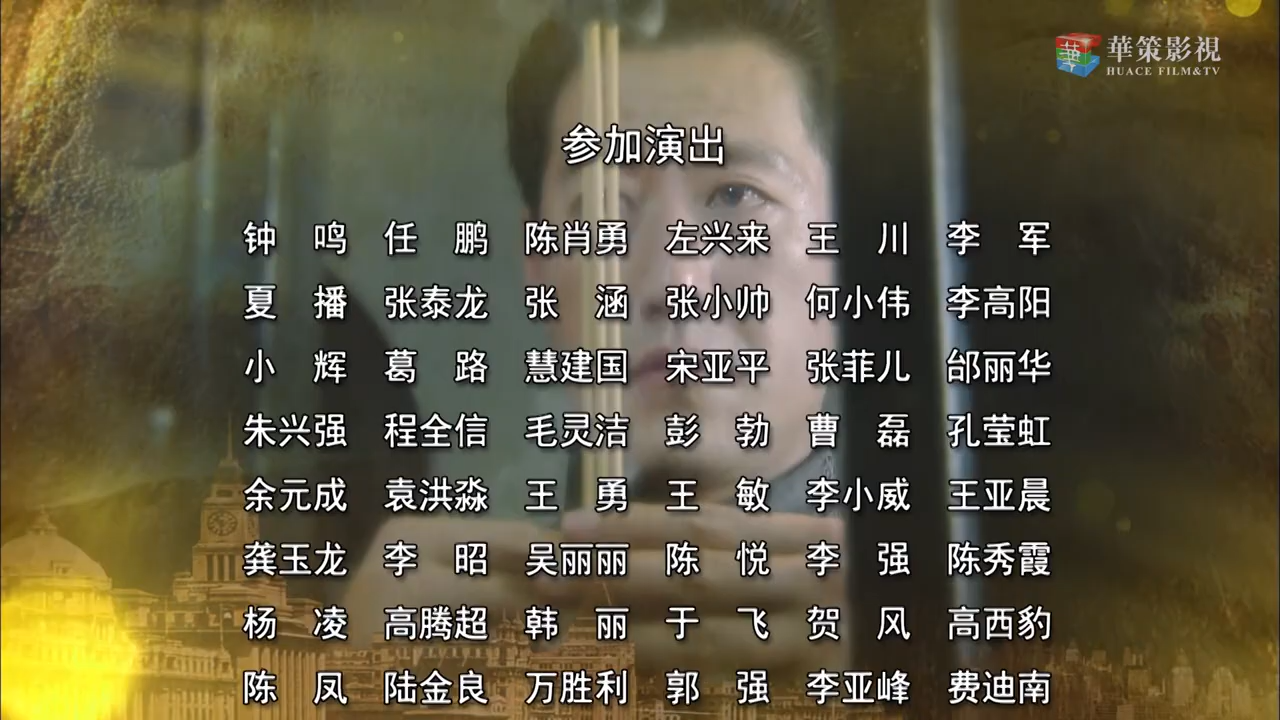 華策影視
HUACE FILM&TV
参加演出
钟 鸣 任 鹏 陈肖勇 左兴来 王 川 李 军
夏 播 张泰龙 张 涵 张小帅 何小伟 李高阳
小 辉 葛 路 慧建国 宋亚平 张菲儿 邰丽华
朱兴强 程全信 毛灵洁 彭 勃 曹 磊 孔莹虹
余元成 袁洪淼 王 勇 王 敏 李小威 王亚晨
龚玉龙 李 昭 吴丽丽 陈 悦 李 强 陈秀霞
杨 凌 高腾超 韩 丽 于 飞 贺 风 高西豹
陈 凤 陆金良 万胜利 郭 强 李亚峰 费迪南